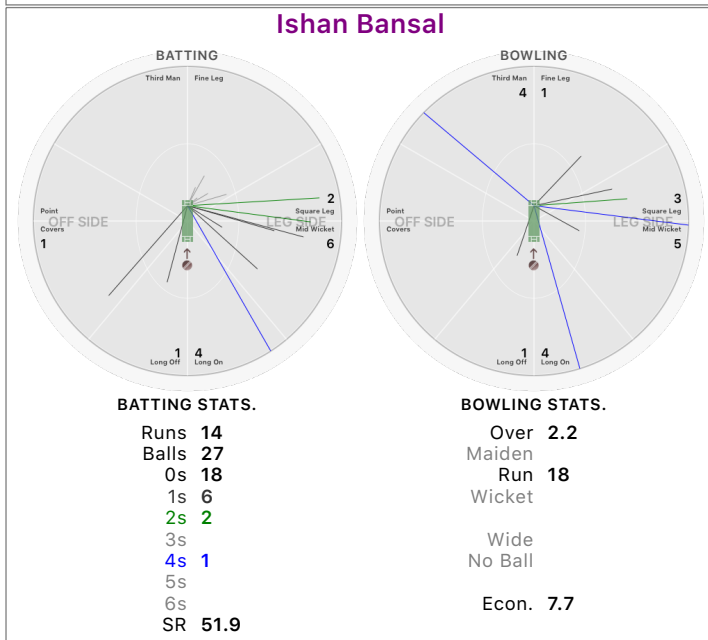 Ishan Bansal
BATTING
Third Man Fine Leg
2
Point Square Leg
OFF SIDE LEG SIDE
Covers Mid Wicket
1 6
1 4
Long Off Long On
BATTING STATS.
Runs 14
Balls 27
0s 18
1s 6
2s 2
3s
4s 1
5s
6s
SR 51.9
BOWLING
Third Man Fine Leg
4 1
3
Point Square Leg
OFF SIDE LEG SIDE
Covers Mid Wicket
5
1 4
Long Off Long On
BOWLING STATS.
Over 2.2
Maiden
Run 18
Wicket
Wide
No Ball
Econ. 7.7